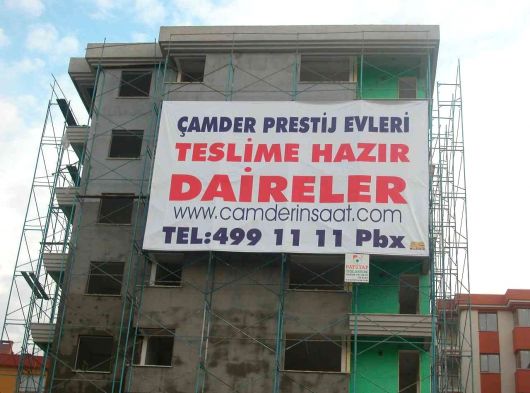 ÇAMDER PRESTİJ EVLERİ
TESLİME HAZIR
DAİRELER
www.camderinsaat.com
TEL:499 11 11 Pbx